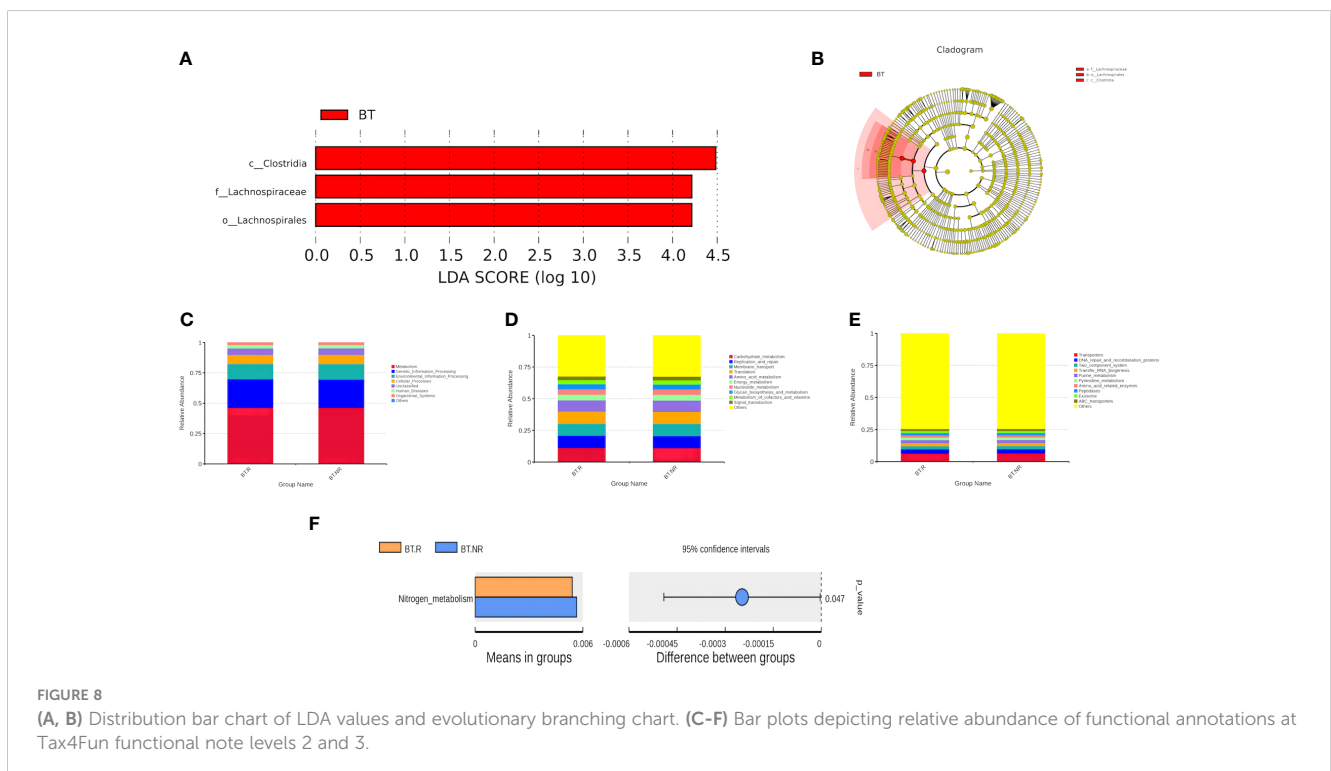 A
BT
c__Clostridia
f__Lachnospiraceae
o__Lachnospirales
0.0 0.5 1.0 1.5 2.0 2.5 3.0 3.5 4.0 4.5
LDA SCORE (log 10)
B
Cladogram
BT
a: f__Lachnospiraceae
b: o__Lachnospirales
c: c__Clostridia
C
Relative Abundance
1
0.75
0.5
0.25
0
BT.R
BT.NR
Group Name
Metabolism
Genetic_Information_Processing
Environmental_Information_Processing
Cellular_Processes
Unclassified
Human_Diseases
Organismal_Systems
Others
D
Relative Abundance
1
0.75
0.5
0.25
0
BT.R
BT.NR
Group Name
Carbohydrate_metabolism
Replication_and_repair
Membrane_transport
Translation
Amino_acid_metabolism
Energy_metabolism
Nucleotide_metabolism
Glycan_biosynthesis_and_metabolism
Metabolism_of_cofactors_and_vitamins
Signal_transduction
Others
E
Relative Abundance
1
0.75
0.5
0.25
0
BT.R
BT.NR
Group Name
Transporters
DNA_repair_and_recombination_proteins
Two_component_system
Transfer_RNA_biogenesis
Purine_metabolism
Pyrimidine_metabolism
Amino_acid_related_enzymes
Peptidases
Exosome
ABC_transporters
Others
F
BT.R BT.NR
95% confidence intervals
Nitrogen_metabolism
0.047
p_value
0 0.006
Means in groups
-0.0006 -0.00045 -0.0003 -0.00015 0
Difference between groups
FIGURE 8
(A, B) Distribution bar chart of LDA values and evolutionary branching chart. (C-F) Bar plots depicting relative abundance of functional annotations at
Tax4Fun functional note levels 2 and 3.